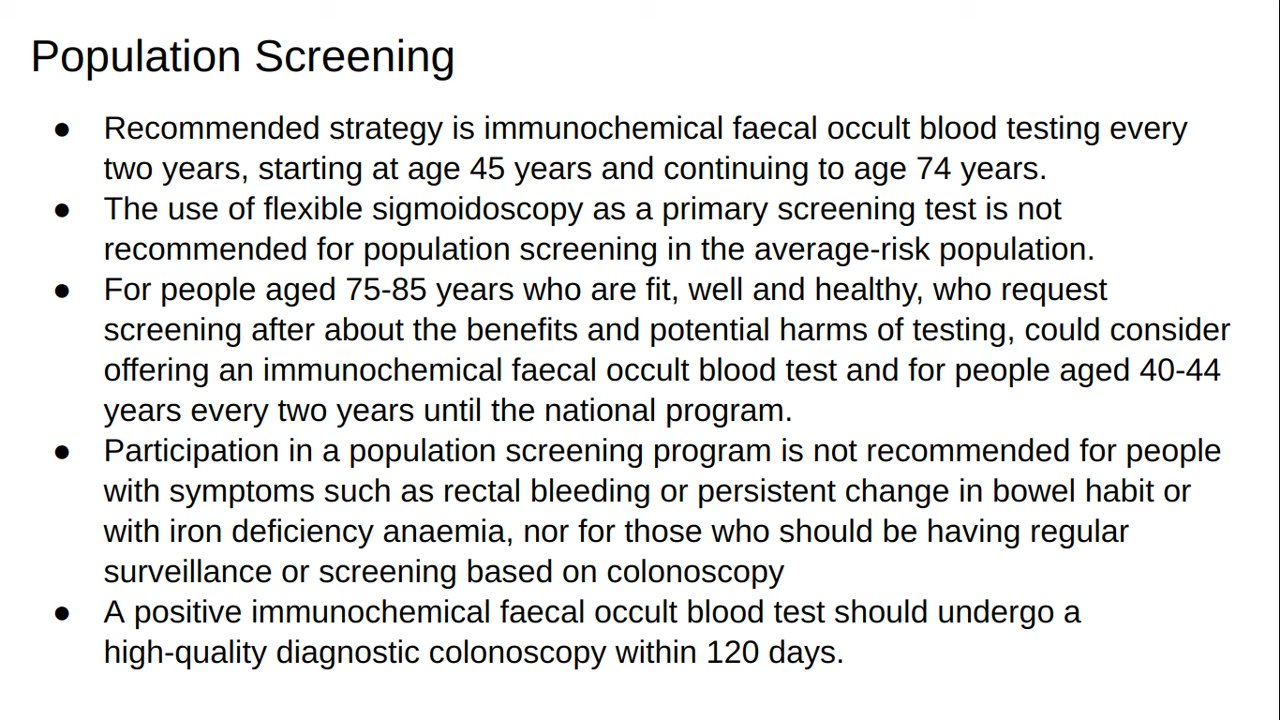 Population Screening
● Recommended strategy is immunochemical faecal occult blood testing every
two years, starting at age 45 years and continuing to age 74 years.
● The use of flexible sigmoidoscopy as a primary screening test is not
recommended for population screening in the average-risk population.
● For people aged 75-85 years who are fit, well and healthy, who request
screening after about the benefits and potential harms of testing, could consider
offering an immunochemical faecal occult blood test and for people aged 40-44
years every two years until the national program.
● Participation in a population screening program is not recommended for people
with symptoms such as rectal bleeding or persistent change in bowel habit or
with iron deficiency anaemia, nor for those who should be having regular
surveillance or screening based on colonoscopy
● A positive immunochemical faecal occult blood test should undergo a
high-quality diagnostic colonoscopy within 120 days.